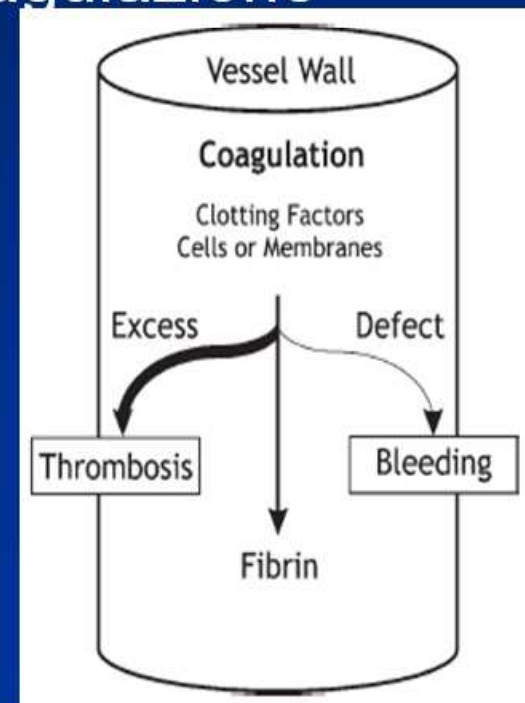 Vessel Wall
Coagulation
Clotting Factors
Cells or Membranes
Excess
Defect
Thrombosis
Bleeding
Fibrin